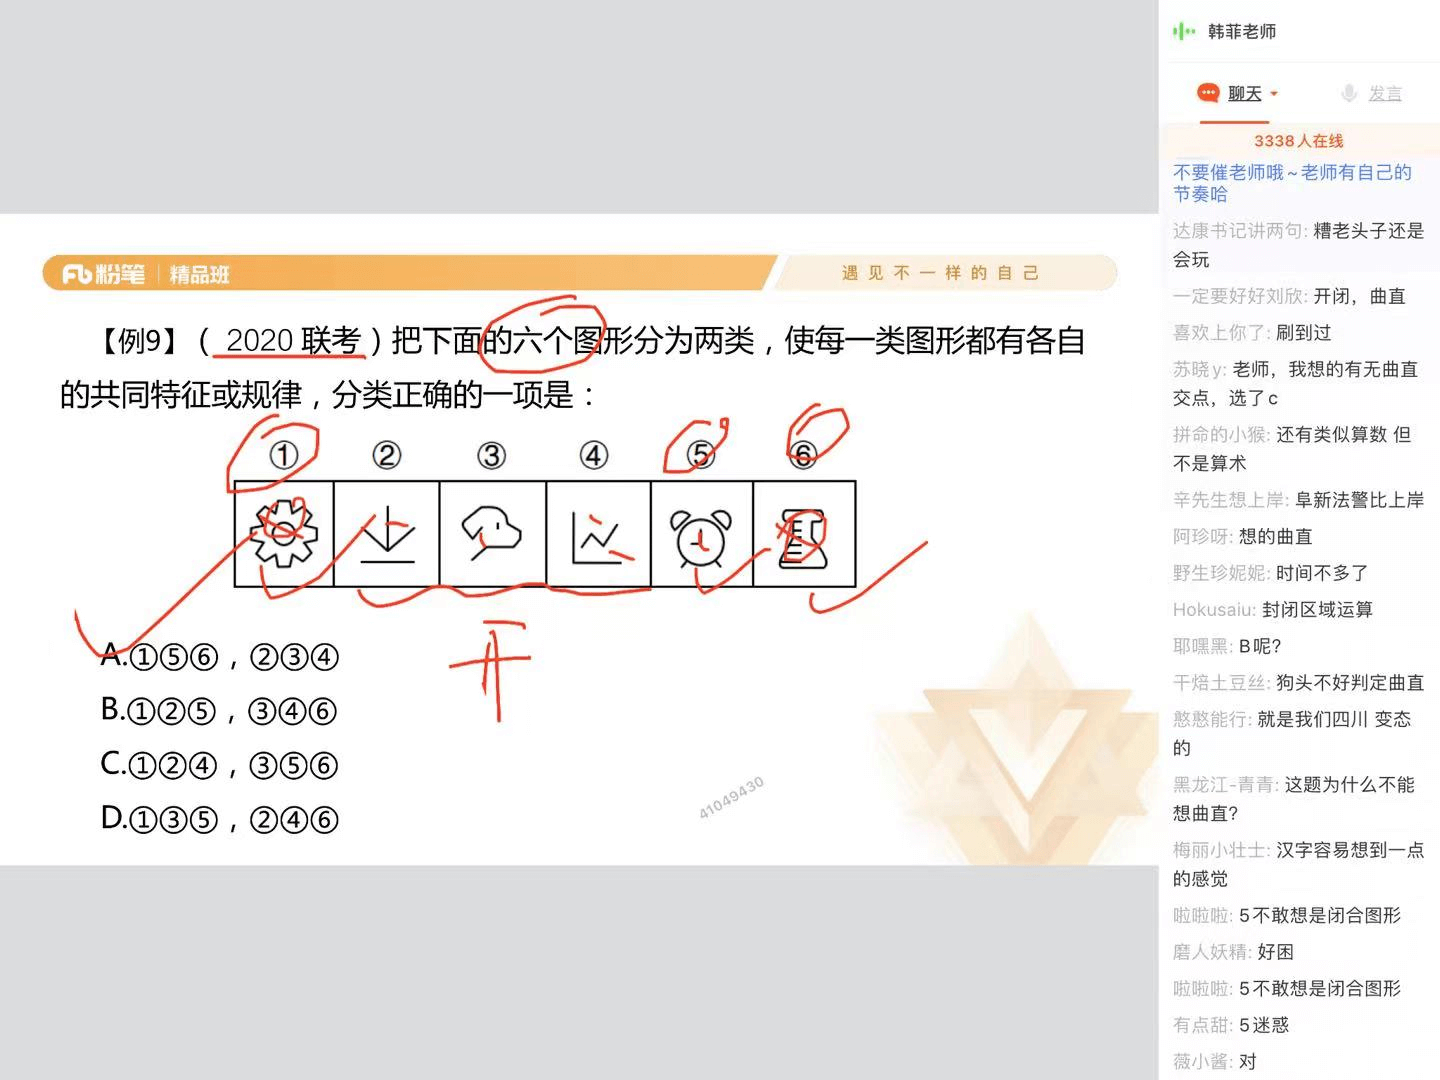 韩菲老师
聊天
发言
3338人在线
不要催老师哦~老师有自己的
节奏哈
达康书记讲两句: 糟老头子还是
会玩
一定要好好刘欣: 开闭，曲直
喜欢上你了: 刷到过
苏晓y: 老师，我想的有无曲直
交点，选了c
拼命的小猴: 还有类似算数 但
不是算术
辛先生想上岸: 阜新法警比上岸
阿珍呀: 想的曲直
野生珍妮妮: 时间不多了
Hokusaiu: 封闭区域运算
耶嘿黑: B呢?
干焙土豆丝: 狗头不好判定曲直
憨憨能行: 就是我们四川 变态
的
黑龙江-青青: 这题为什么不能
想曲直?
梅丽小壮士: 汉字容易想到一点
的感觉
啦啦啦: 5不敢想是闭合图形
磨人妖精: 好困
啦啦啦: 5不敢想是闭合图形
有点甜: 5迷惑
薇小酱: 对
粉笔 精品班
遇见不一样的自己
【例9】（ 2020 联考）把下面的六个图形分为两类，使每一类图形都有各自
的共同特征或规律，分类正确的一项是：
① ② ③ ④ ⑤ ⑥
A.①⑤⑥，②③④
B.①②⑤，③④⑥
C.①②④，③⑤⑥
D.①③⑤，②④⑥
开
41049430